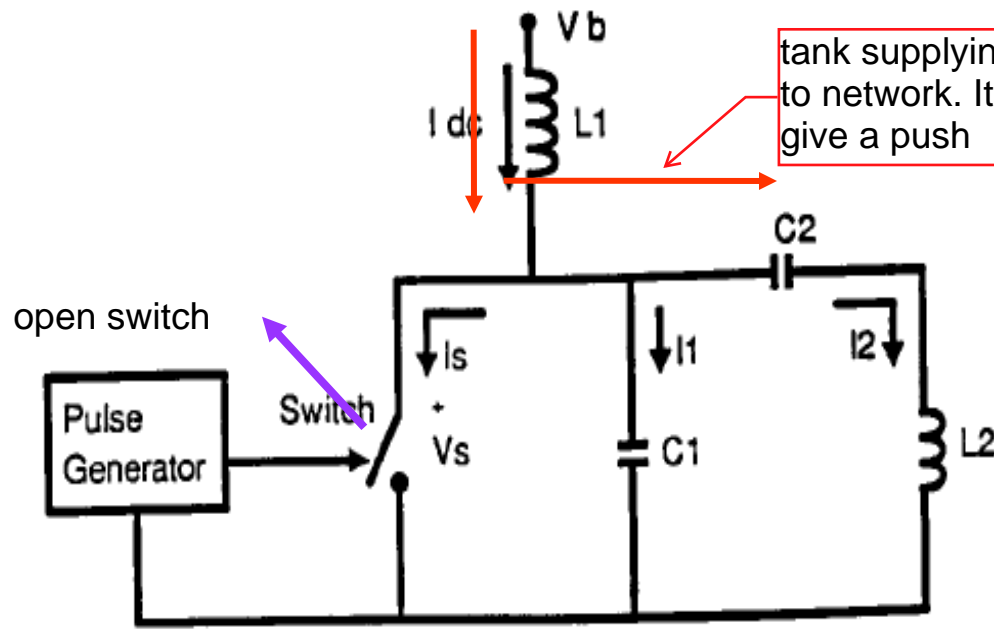 V b
tank supplyin
to network. It
give a push
I dc
L1
C2
open switch
Is
I1
I2
Pulse
Generator
Switch
+
Vs
C1
L2